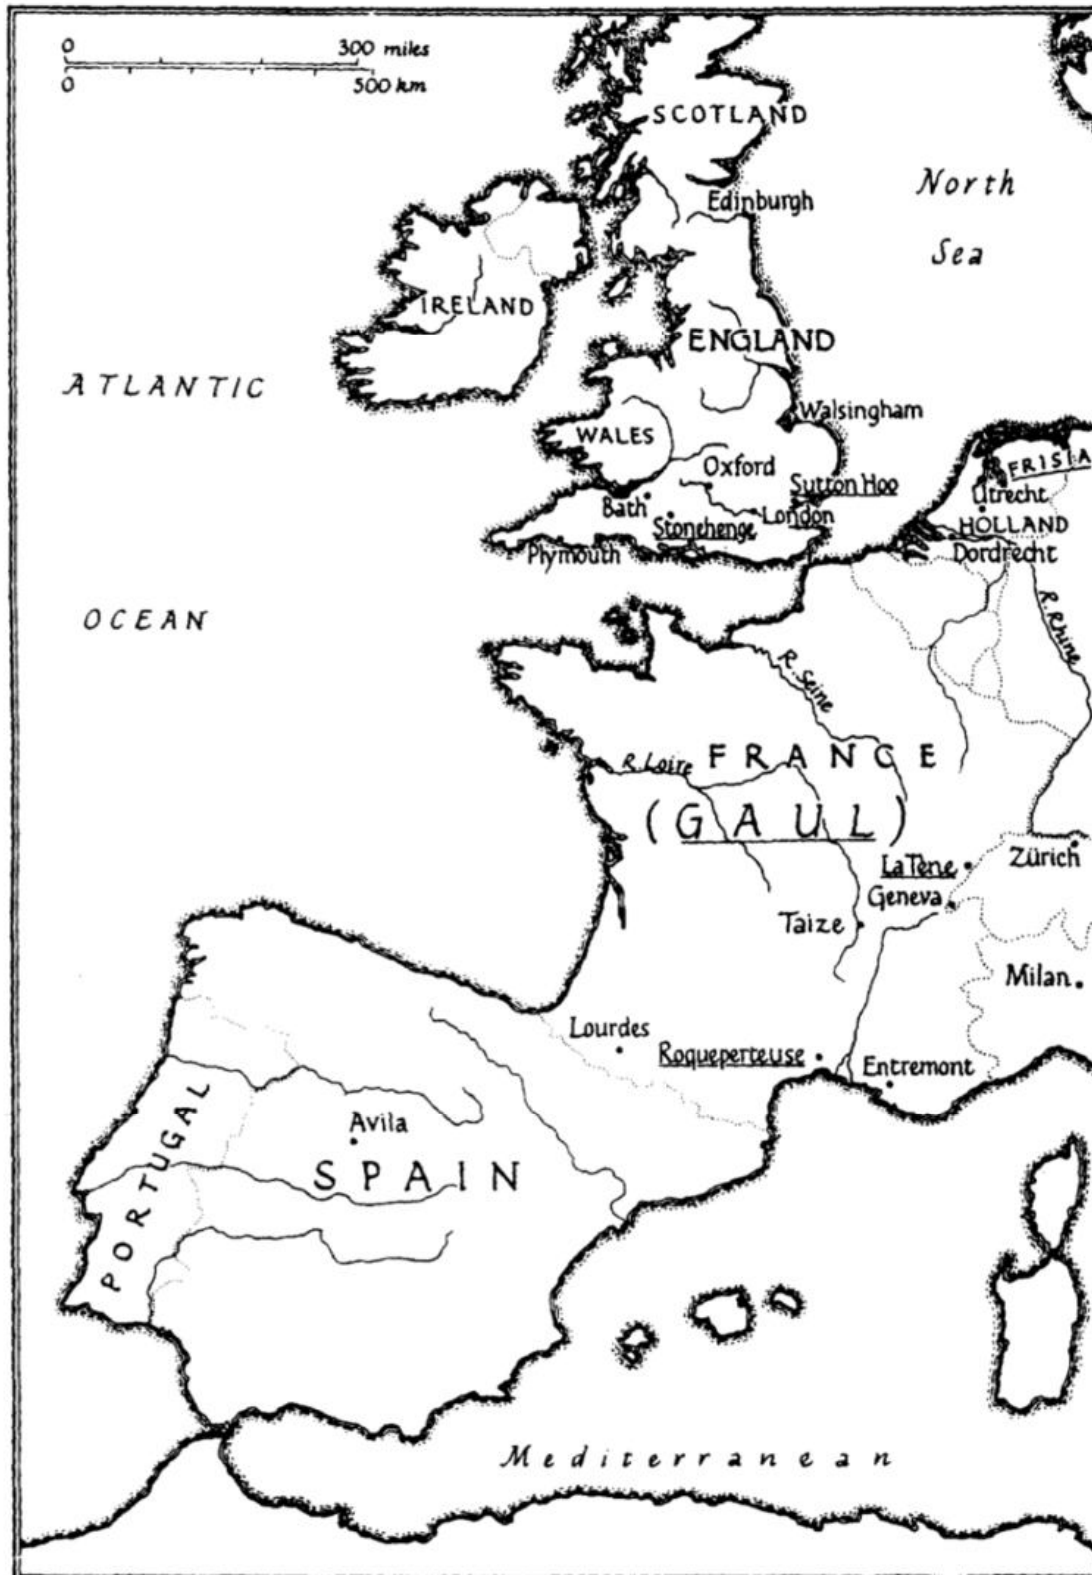 0 300 miles
0 500 km
SCOTLAND
North
Sea
Edinburgh
IRELAND
ENGLAND
ATLANTIC
OCEAN
Walsingham
WALES
Oxford
Sutton Hoo
Bath
Stonehenge
London
Plymouth
FRISIA
Utrecht
HOLLAND
Dordrecht
R. Rhine
R. Seine
R. Loire
FRANCE
(GAUL)
La Tène
Zürich
Geneva
Taize
Milan
Lourdes
Roqueperteuse
Entremont
PORTUGAL
Avila
SPAIN
Mediterranean